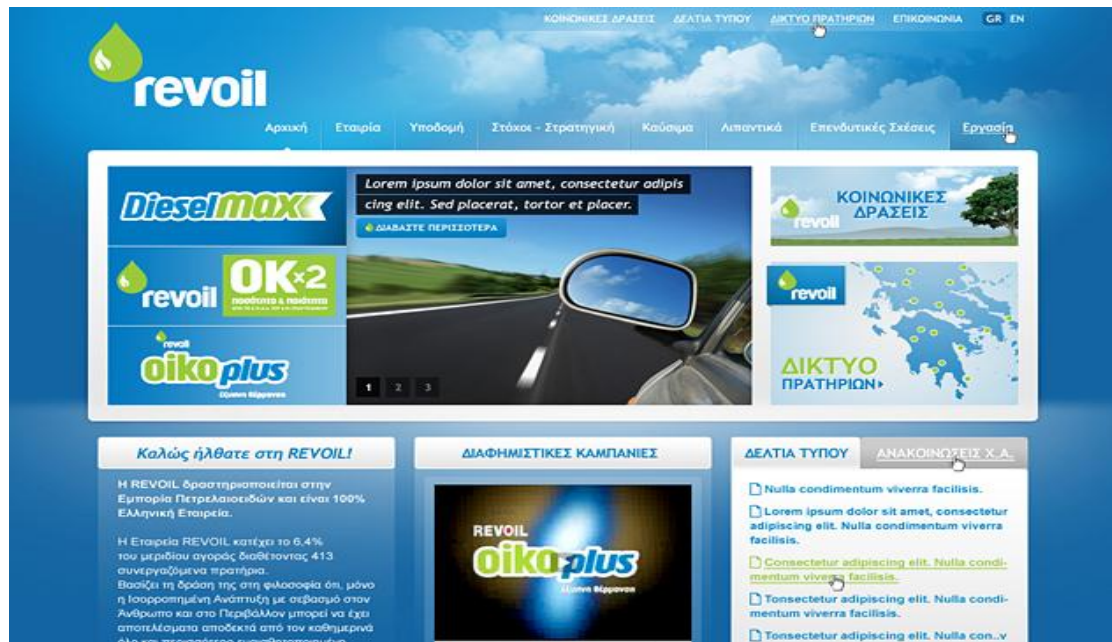 ΚΟΙΝΩΝΙΚΕΣ ΔΡΑΣΕΙΣ ΔΕΛΤΙΑ ΤΥΠΟΥ ΔΙΚΤΥΟ ΠΡΑΤΗΡΙΩΝ ΕΠΙΚΟΙΝΩΝΙΑ GR EN
revoil
Αρχική Εταιρία Υποδομή Στόχοι - Στρατηγική Καύσιμα Λιπαντικά Επενδυτικές Σχέσεις Εργασία
Dieselmax
Lorem ipsum dolor sit amet, consectetur adipis
cing elit. Sed placerat, tortor et placer.
ΔΙΑΒΑΣΤΕ ΠΕΡΙΣΣΟΤΕΡΑ
revoil OK×2
ποσότητα & ποιότητα
revoil
oikoplus
έξυπνη θέρμανση
1 2 3
ΚΟΙΝΩΝΙΚΕΣ
ΔΡΑΣΕΙΣ
revoil
revoil
ΔΙΚΤΥΟ
ΠΡΑΤΗΡΙΩΝ
Καλώς ήλθατε στη REVOIL!
Η REVOIL δραστηριοποιείται στην
Εμπορία Πετρελαιοειδών και είναι 100%
Ελληνική Εταιρεία.
Η Εταιρεία REVOIL κατέχει το 6,4%
του μεριδίου αγοράς διαθέτοντας 413
συνεργαζόμενα πρατήρια.
Βασίζει τη δράση της στη φιλοσοφία ότι, μόνο
η Ισορροπημένη Ανάπτυξη με σεβασμό στον
Άνθρωπο και στο Περιβάλλον μπορεί να έχει
αποτελέσματα αποδεκτά από τον καθημερινά
ΔΙΑΦΗΜΙΣΤΙΚΕΣ ΚΑΜΠΑΝΙΕΣ
REVOIL
oikoplus
έξυπνη θέρμανση
ΔΕΛΤΙΑ ΤΥΠΟΥ ΑΝΑΚΟΙΝΩΣΕΙΣ Χ.Α.
Nulla condimentum viverra facilisis.
Lorem ipsum dolor sit amet, consectetur
adipiscing elit. Nulla condimentum viverra
facilisis.
Consectetur adipiscing elit. Nulla condi-
mentum viverra facilisis.
Tonsectetur adipiscing elit. Nulla condi-
mentum viverra facilisis.
Tonsectetur adipiscing elit. Nulla con..v